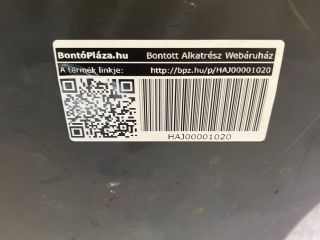 BontóPláza.hu Bontott Alkatrész Webáruház
A termék linkje: http://bpz.hu/p/HAJ00001020
HAJ00001020